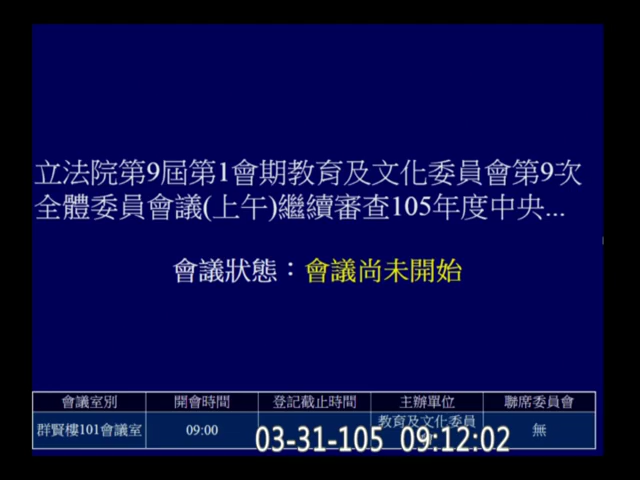 立法院第9屆第1會期教育及文化委員會第9次
全體委員會議(上午)繼續審查105年度中央...
會議狀態：會議尚未開始
會議室別 開會時間 登記截止時間 主辦單位 聯席委員會
群賢樓101會議室 09:00 教育及文化委員 無
03-31-105 09:12:02